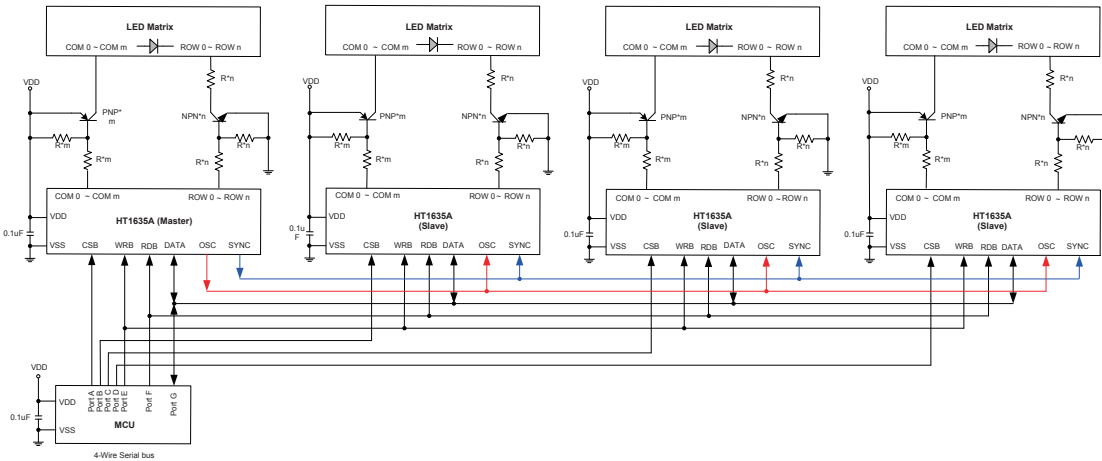 LED Matrix
COM 0 ~ COM m ROW 0 ~ ROW n
R*n
VDD
PNP*
m
NPN*n
R*m
R*n
R*m
R*n
COM 0 ~ COM m ROW 0 ~ ROW n
VDD
HT1635A (Master)
0.1uF
VSS CSB WRB RDB DATA OSC SYNC
LED Matrix
COM 0 ~ COM m ROW 0 ~ ROW n
R*n
VDD
PNP*m
NPN*n
R*m
R*n
R*m
R*n
COM 0 ~ COM m ROW 0 ~ ROW n
VDD
HT1635A
(Slave)
0.1u
F
VSS CSB WRB RDB DATA OSC SYNC
LED Matrix
COM 0 ~ COM m ROW 0 ~ ROW n
R*n
VDD
PNP*m
NPN*n
R*m
R*n
R*m
R*n
COM 0 ~ COM m ROW 0 ~ ROW n
VDD
HT1635A
(Slave)
0.1uF
VSS CSB WRB RDB DATA OSC SYNC
LED Matrix
COM 0 ~ COM m ROW 0 ~ ROW n
R*n
VDD
PNP*m
NPN*n
R*m
R*n
R*m
R*n
COM 0 ~ COM m ROW 0 ~ ROW n
VDD
HT1635A
(Slave)
0.1uF
VSS CSB WRB RDB DATA OSC SYNC
VDD
Port A
Port B
Port C
Port D
Port E
Port F
Port G
VDD
0.1uF
MCU
VSS
4-Wire Serial bus